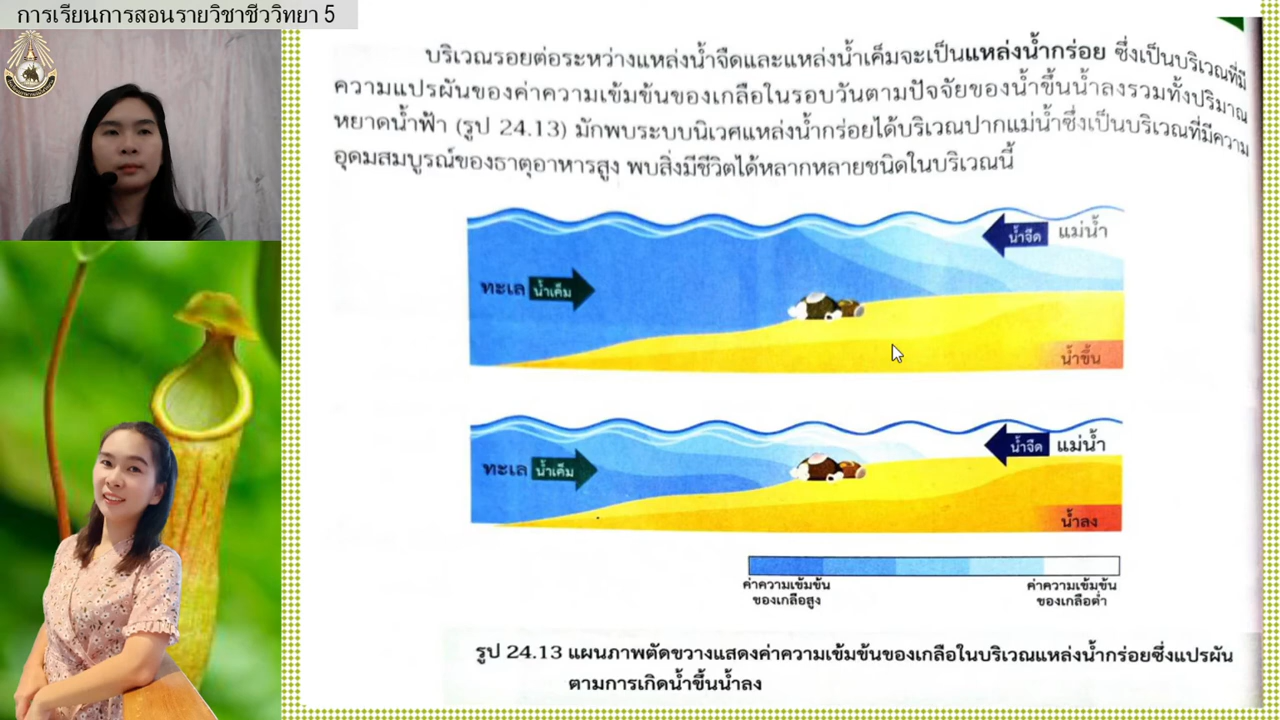 การเรียนการสอนรายวิชาชีววิทยา 5
บริเวณรอยต่อระหว่างแหล่งน้ำจืดและแหล่งน้ำเค็มจะเป็นแหล่งน้ำกร่อย ซึ่งเป็นบริเวณที่มี
ความแปรผันของค่าความเข้มข้นของเกลือในรอบวันตามปัจจัยของน้ำขึ้นน้ำลงรวมทั้งปริมาณ
หยาดน้ำฟ้า (รูป 24.13) มักพบระบบนิเวศแหล่งน้ำกร่อยได้บริเวณปากแม่น้ำซึ่งเป็นบริเวณที่มีความ
อุดมสมบูรณ์ของธาตุอาหารสูง พบสิ่งมีชีวิตได้หลากหลายชนิดในบริเวณนี้
น้ำจืด แม่น้ำ
ทะเล น้ำเค็ม
น้ำขึ้น
น้ำจืด แม่น้ำ
ทะเล น้ำเค็ม
น้ำลง
ค่าความเข้มข้น ค่าความเข้มข้น
ของเกลือสูง ของเกลือต่ำ
รูป 24.13 แผนภาพตัดขวางแสดงค่าความเข้มข้นของเกลือในบริเวณแหล่งน้ำกร่อยซึ่งแปรผัน
ตามการเกิดน้ำขึ้นน้ำลง